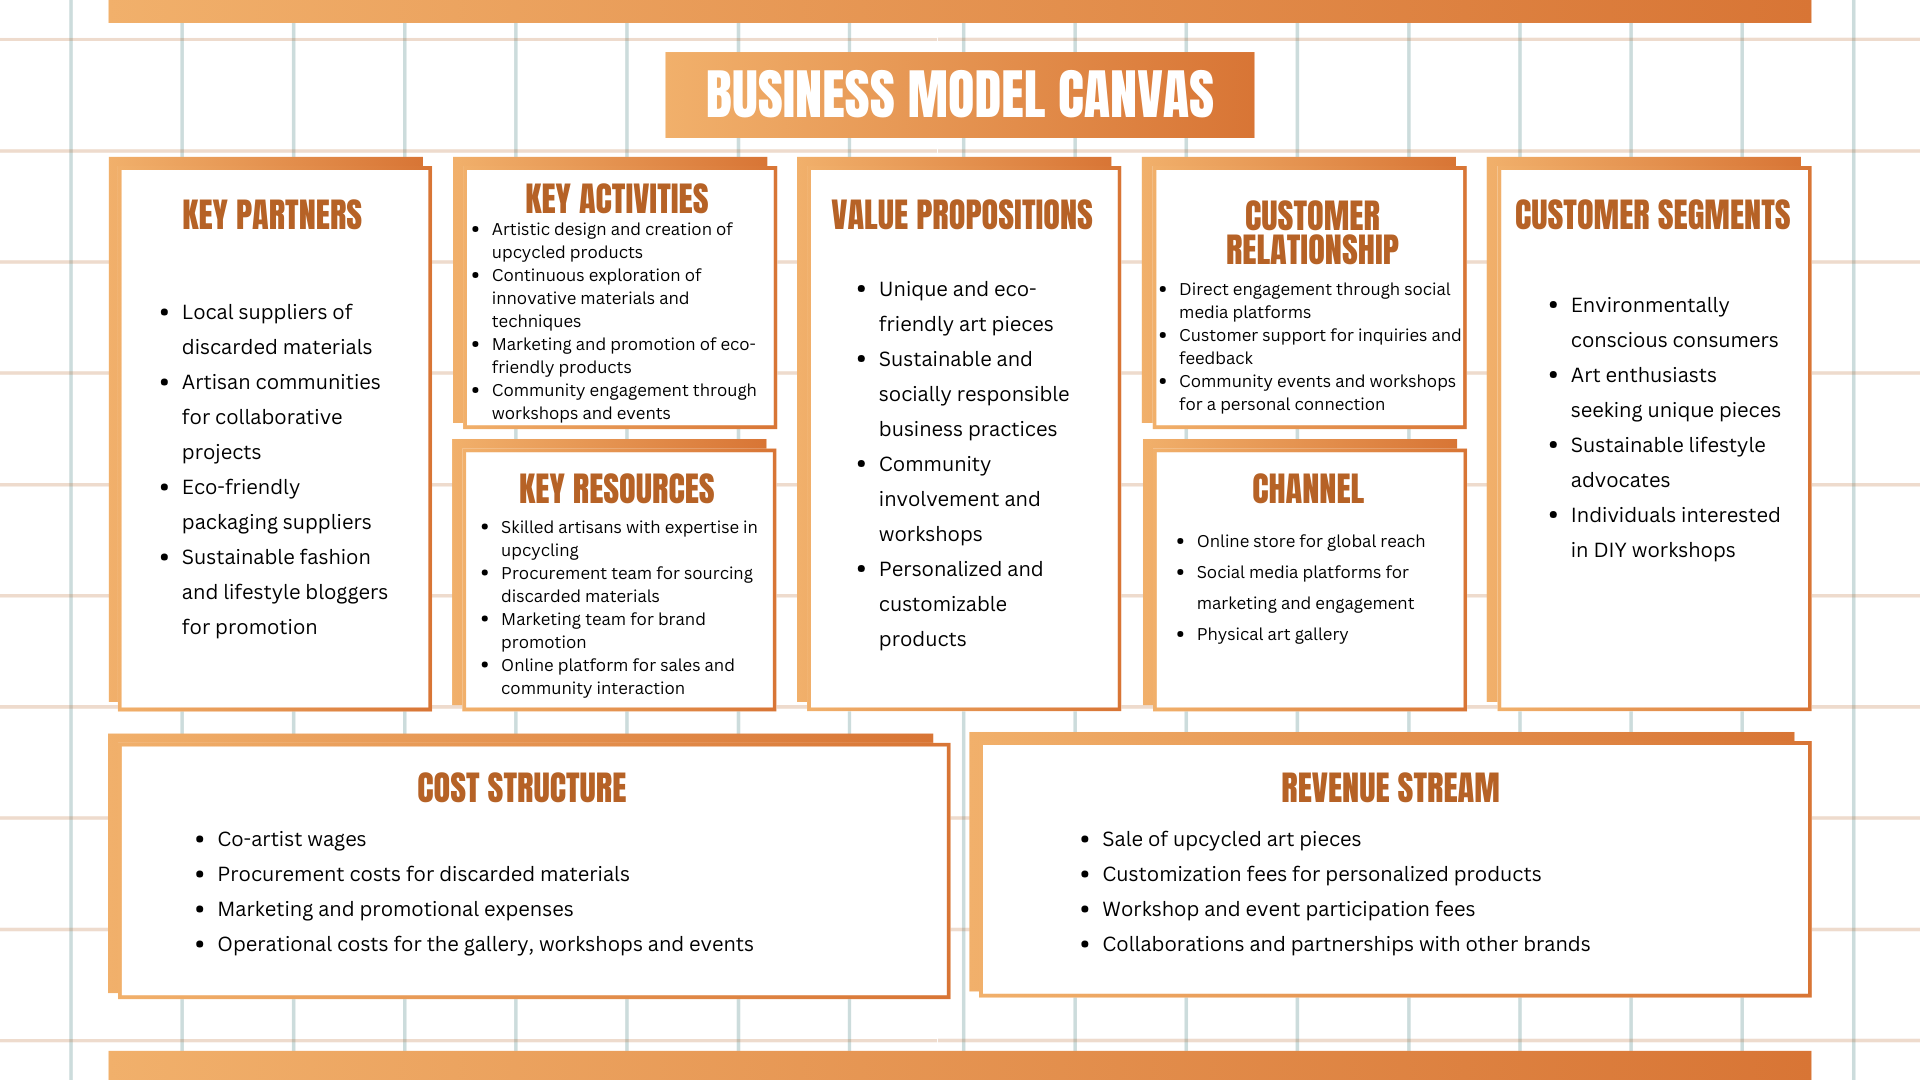 BUSINESS MODEL CANVAS
KEY PARTNERS
• Local suppliers of
discarded materials
• Artisan communities
for collaborative
projects
• Eco-friendly
packaging suppliers
• Sustainable fashion
and lifestyle bloggers
for promotion
KEY ACTIVITIES
• Artistic design and creation of
upcycled products
• Continuous exploration of
innovative materials and
techniques
• Marketing and promotion of eco-
friendly products
• Community engagement through
workshops and events
KEY RESOURCES
• Skilled artisans with expertise in
upcycling
• Procurement team for sourcing
discarded materials
• Marketing team for brand
promotion
• Online platform for sales and
community interaction
VALUE PROPOSITIONS
• Unique and eco-
friendly art pieces
• Sustainable and
socially responsible
business practices
• Community
involvement and
workshops
• Personalized and
customizable
products
CUSTOMER
RELATIONSHIP
• Direct engagement through social
media platforms
• Customer support for inquiries and
feedback
• Community events and workshops
for a personal connection
CHANNEL
• Online store for global reach
• Social media platforms for
marketing and engagement
• Physical art gallery
CUSTOMER SEGMENTS
• Environmentally
conscious consumers
• Art enthusiasts
seeking unique pieces
• Sustainable lifestyle
advocates
• Individuals interested
in DIY workshops
COST STRUCTURE
• Co-artist wages
• Procurement costs for discarded materials
• Marketing and promotional expenses
• Operational costs for the gallery, workshops and events
REVENUE STREAM
• Sale of upcycled art pieces
• Customization fees for personalized products
• Workshop and event participation fees
• Collaborations and partnerships with other brands